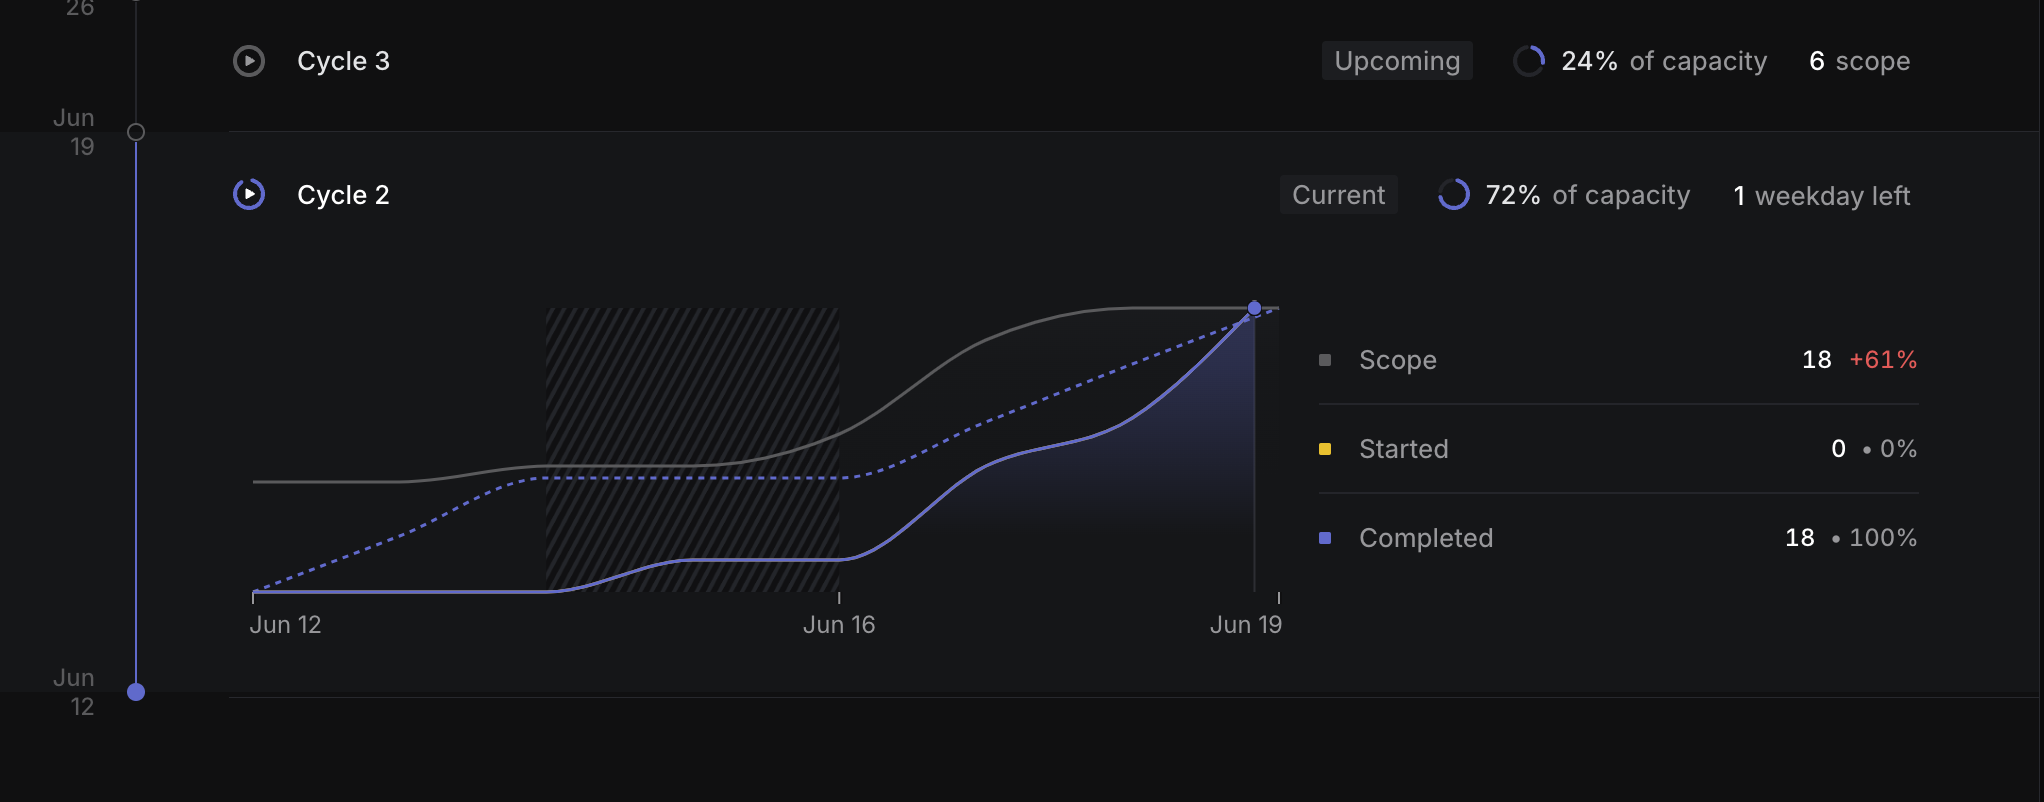 26
Cycle 3 Upcoming 24% of capacity 6 scope
Jun
19
Cycle 2 Current 72% of capacity 1 weekday left
Scope 18 +61%
Started 0 • 0%
Completed 18 • 100%
Jun 12 Jun 16 Jun 19
Jun
12